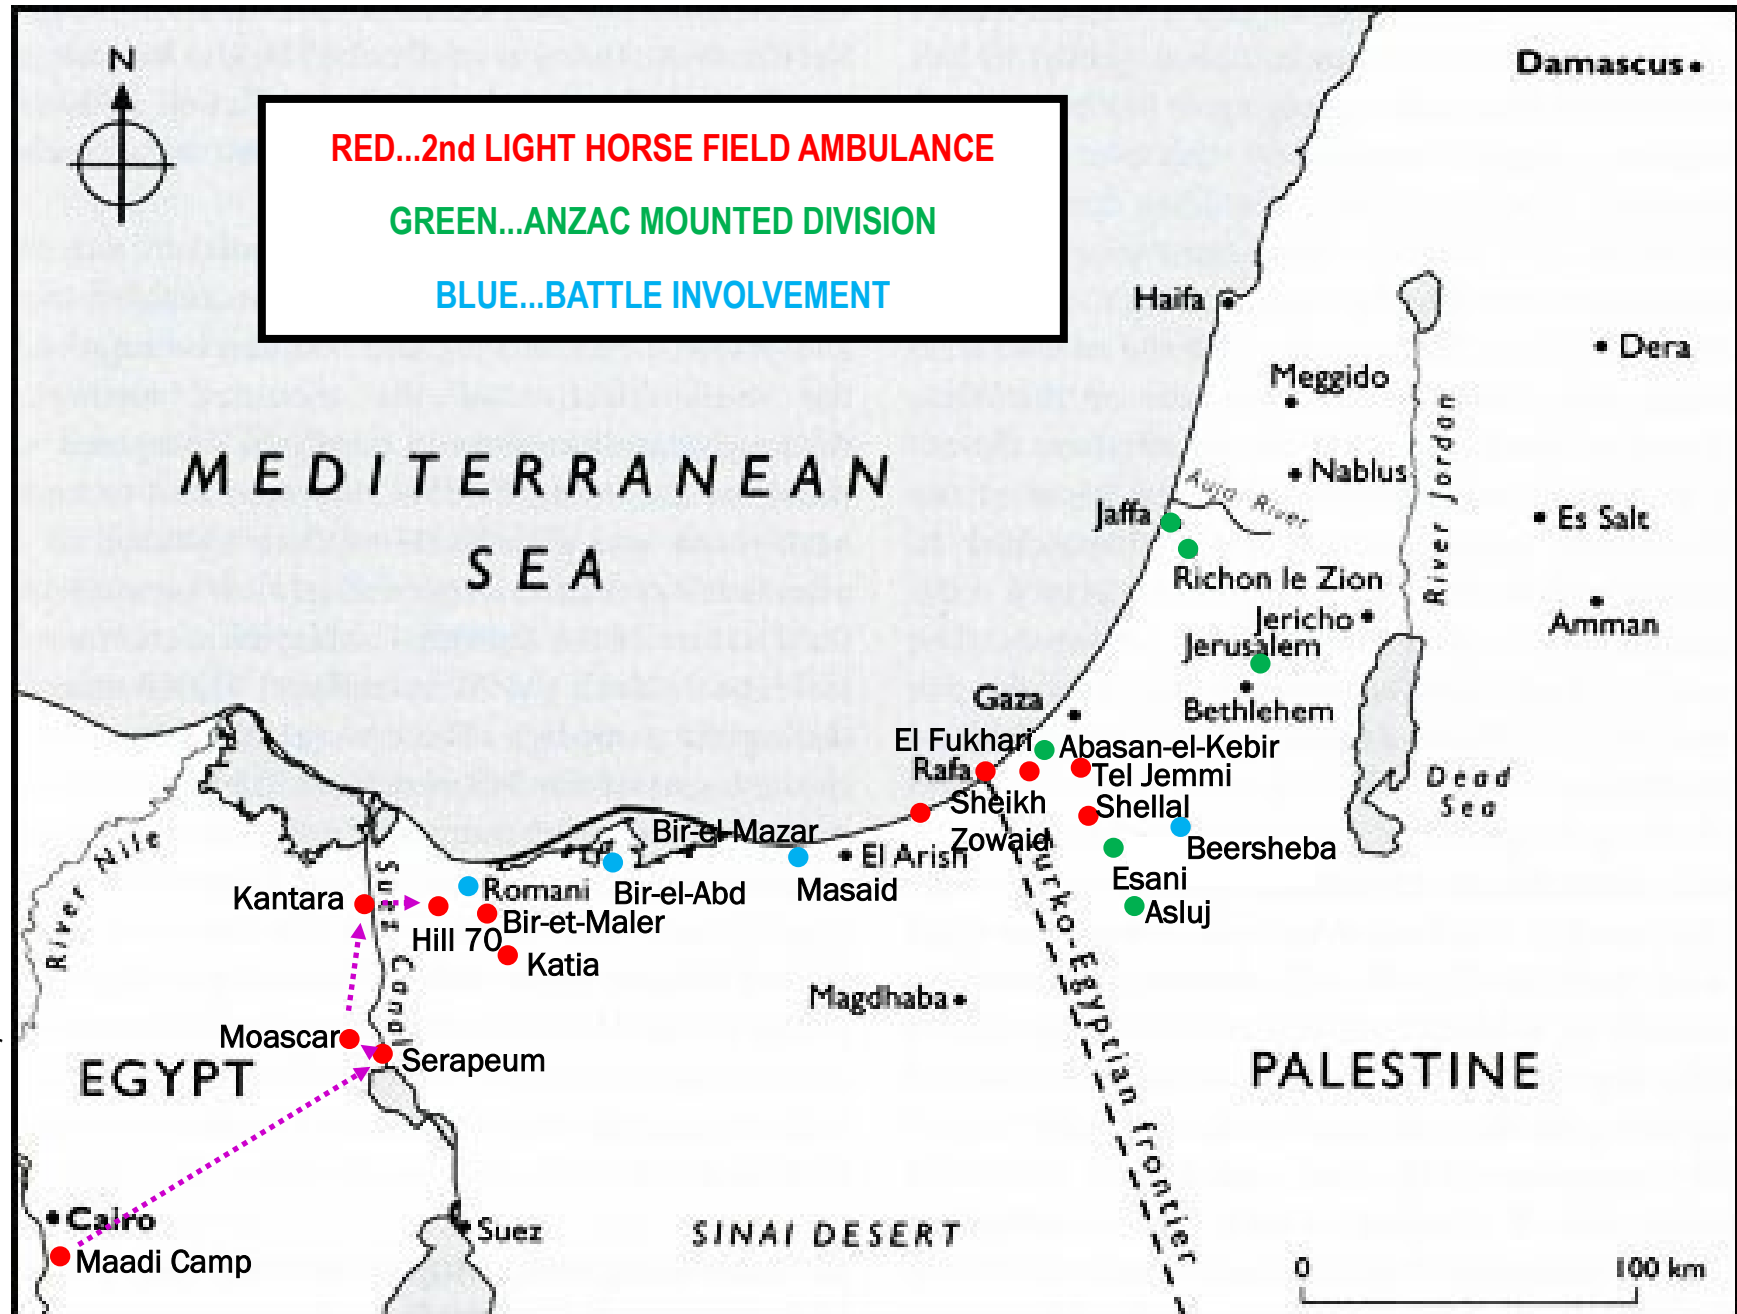 N
Damascus
RED...2nd LIGHT HORSE FIELD AMBULANCE
GREEN...ANZAC MOUNTED DIVISION
BLUE...BATTLE INVOLVEMENT
Haifa
Dera
Meggido
MEDITERRANEAN
SEA
Nablus
River Jordan
Auja River
Jaffa
Es Salt
Richon le Zion
Jericho
Amman
Jerusalem
Gaza
Bethlehem
El Fukhari
Abasan-el-Kebir
Rafa
Tel Jemmi
Dead
Sea
Sheikh
Zowaid
Shellal
Bir-el-Mazar
El Arish
Beersheba
River Nile
Suez Canal
Kantara
Romani
Bir-el-Abd
Masaid
Esani
Asluj
Bir-et-Maler
Hill 70
Katia
Turko-Egyptian frontier
Magdhaba
Moascar
Serapeum
EGYPT
PALESTINE
Cairo
Suez
SINAI DESERT
Maadi Camp
0
100 km